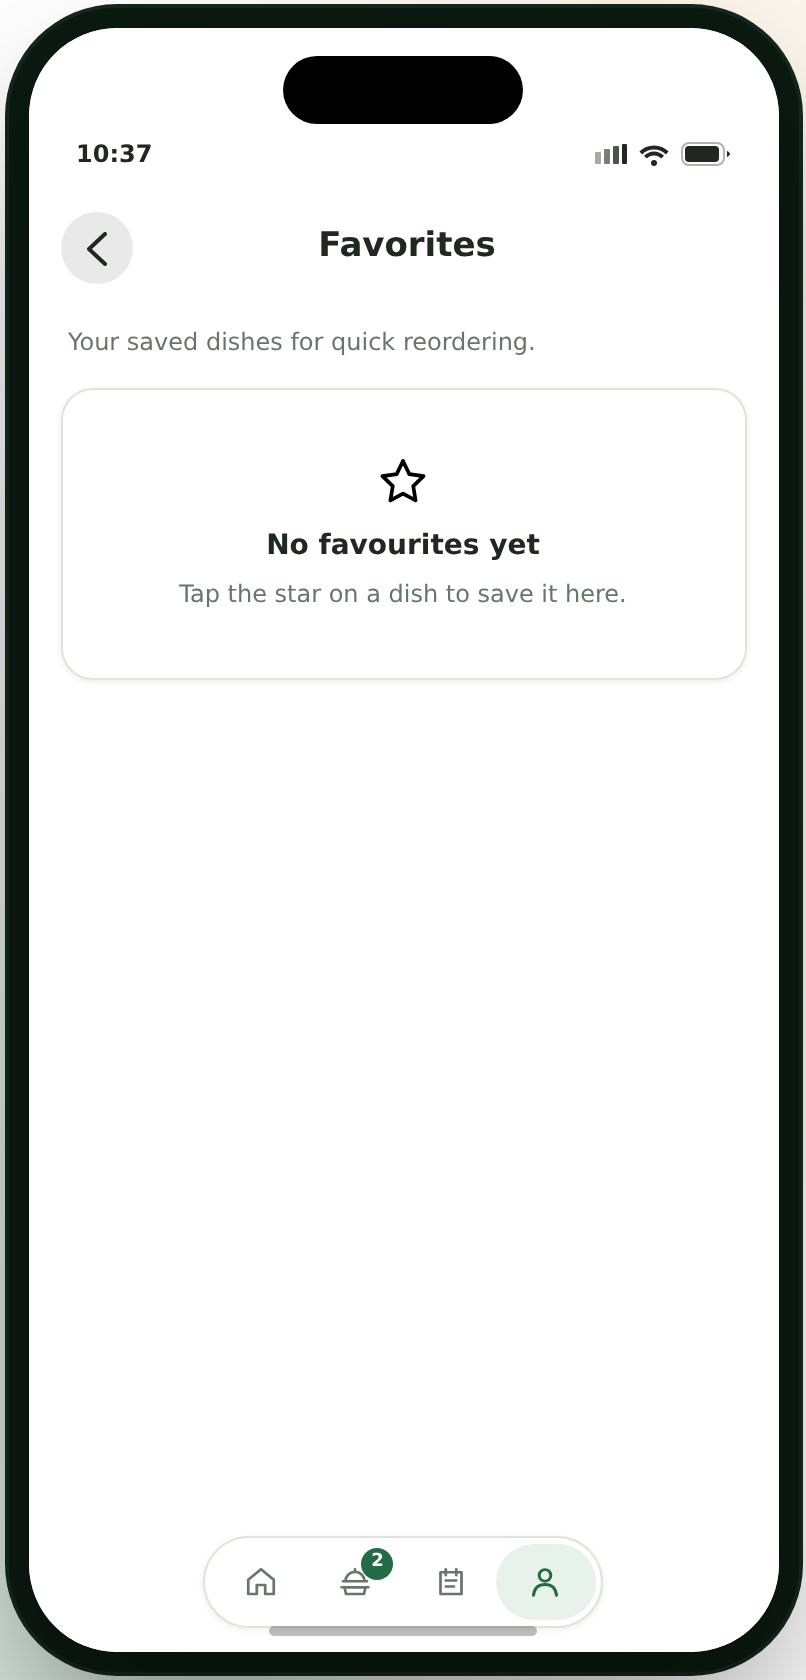 10:37
Favorites
Your saved dishes for quick reordering.
No favourites yet
Tap the star on a dish to save it here.
2